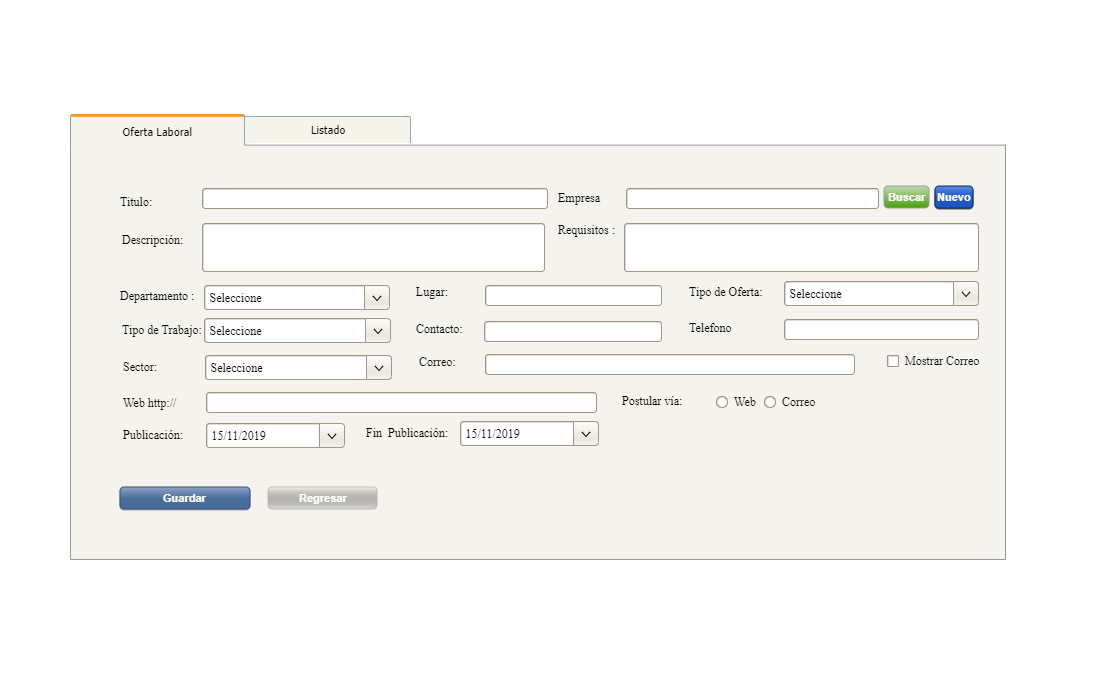 Oferta Laboral
Listado
Titulo:
Empresa
Buscar
Nuevo
Descripción:
Requisitos :
Departamento :
Seleccione
Lugar:
Tipo de Oferta:
Seleccione
Tipo de Trabajo:
Seleccione
Contacto:
Telefono
Sector:
Seleccione
Correo:
Mostrar Correo
Web http://
Postular vía:
Web
Correo
Publicación:
15/11/2019
Fin Publicación:
15/11/2019
Guardar
Regresar